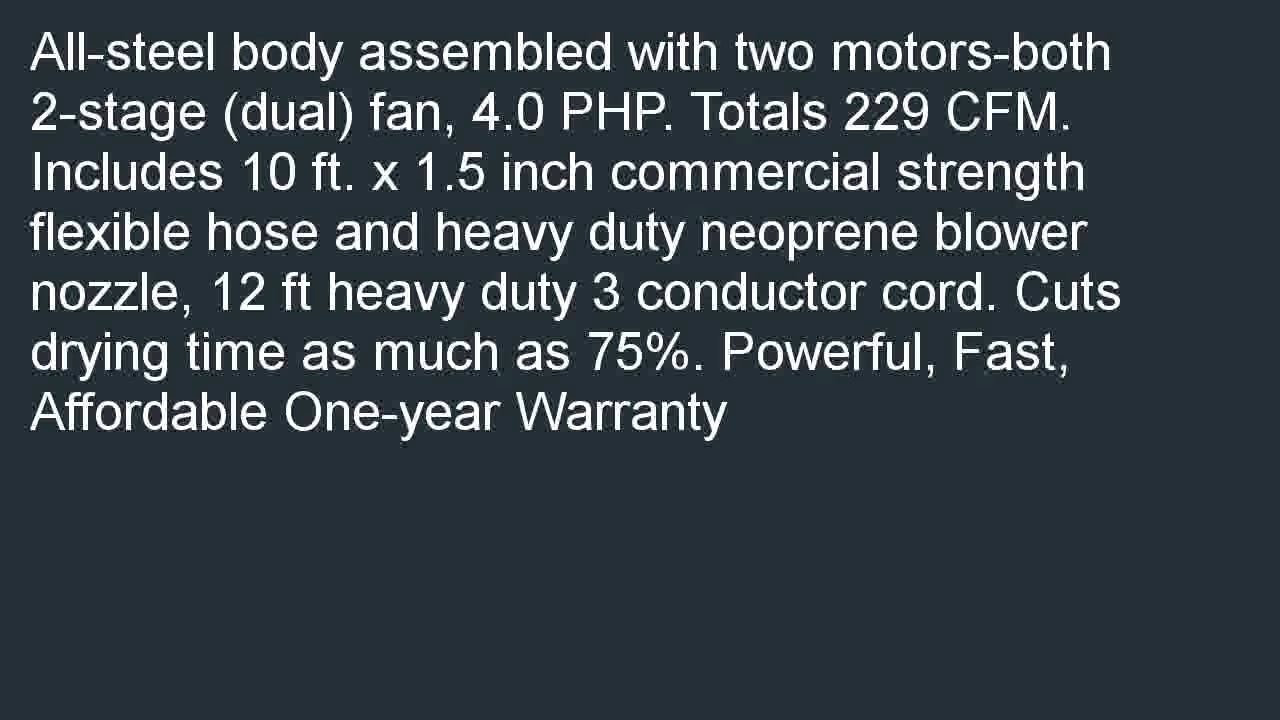 All-steel body assembled with two motors-both
2-stage (dual) fan, 4.0 PHP. Totals 229 CFM.
Includes 10 ft. x 1.5 inch commercial strength
flexible hose and heavy duty neoprene blower
nozzle, 12 ft heavy duty 3 conductor cord. Cuts
drying time as much as 75%. Powerful, Fast,
Affordable One-year Warranty